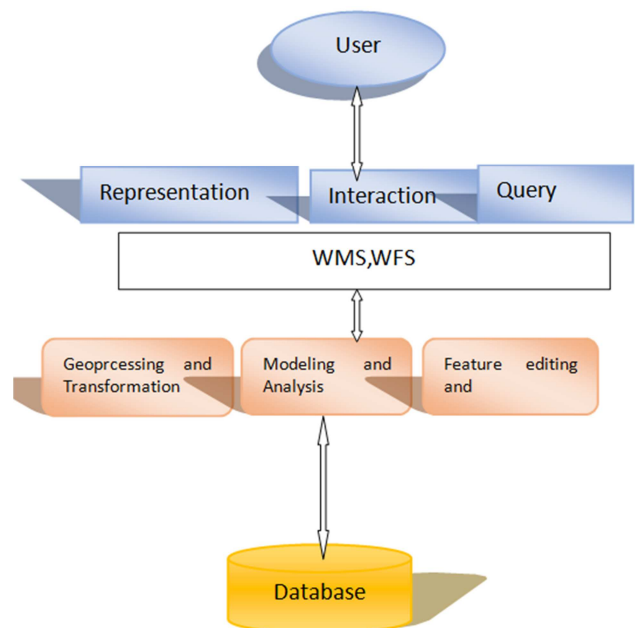 User
Representation
Interaction
Query
WMS,WFS
Geoprcessing and
Transformation
Modeling and
Analysis
Feature editing
and
Database